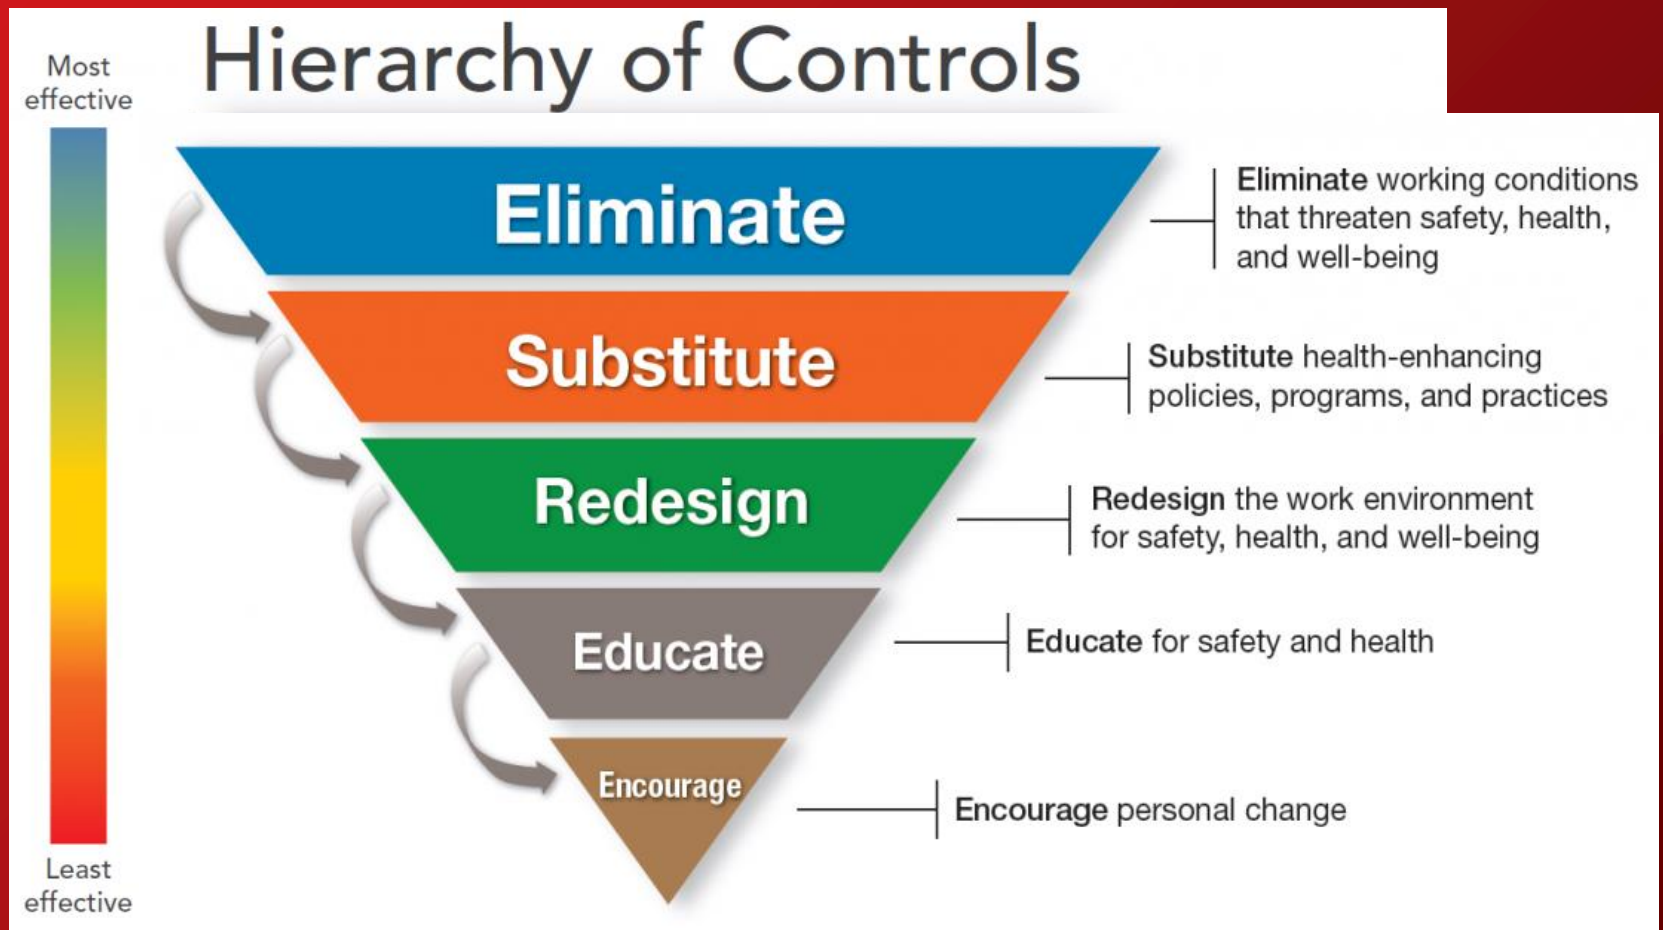 Hierarchy of Controls
Most
effective
Eliminate
Eliminate working conditions
that threaten safety, health,
and well-being
Substitute
Substitute health-enhancing
policies, programs, and practices
Redesign
Redesign the work environment
for safety, health, and well-being
Educate
Educate for safety and health
Encourage
Encourage personal change
Least
effective